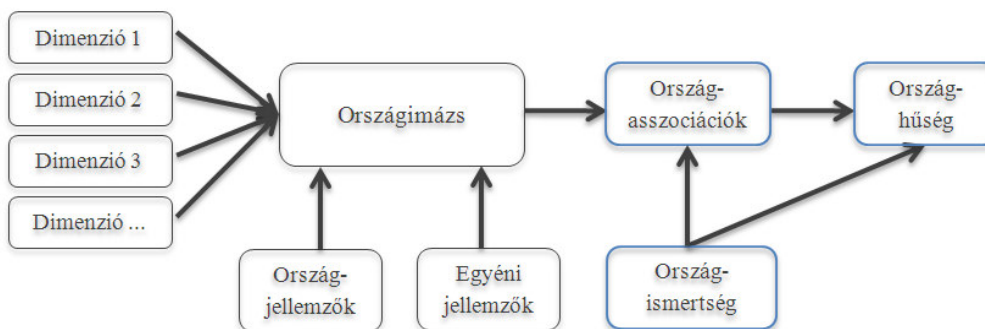 Dimenzió 1
Dimenzió 2
Dimenzió 3
Dimenzió ...
Országimázs
Ország-
jellemzők
Egyéni
jellemzők
Ország-
asszociációk
Ország-
hűség
Ország-
ismertség